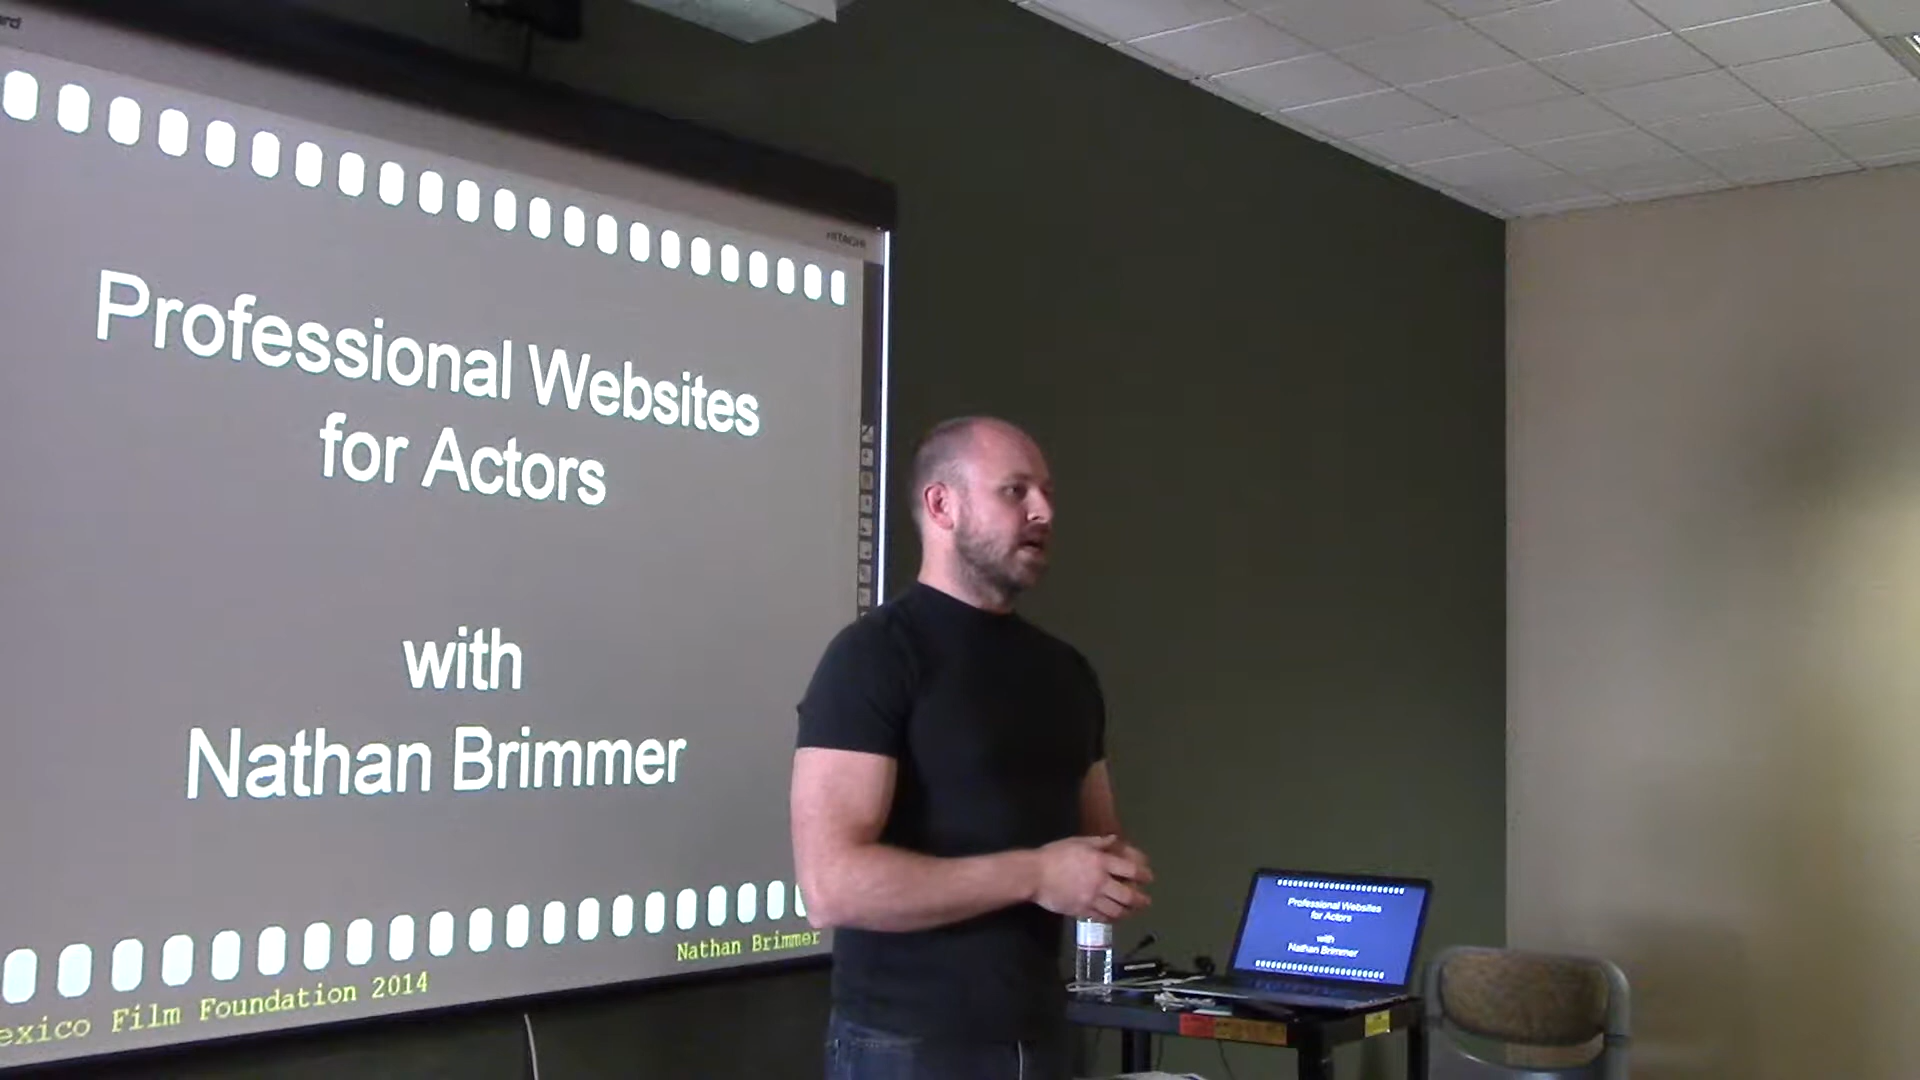 HITACHI
Professional Websites
for Actors
with
Nathan Brimmer
Nathan Brimmer
exico Film Foundation 2014
Professional Websites
for Actors
with
Nathan Brimmer